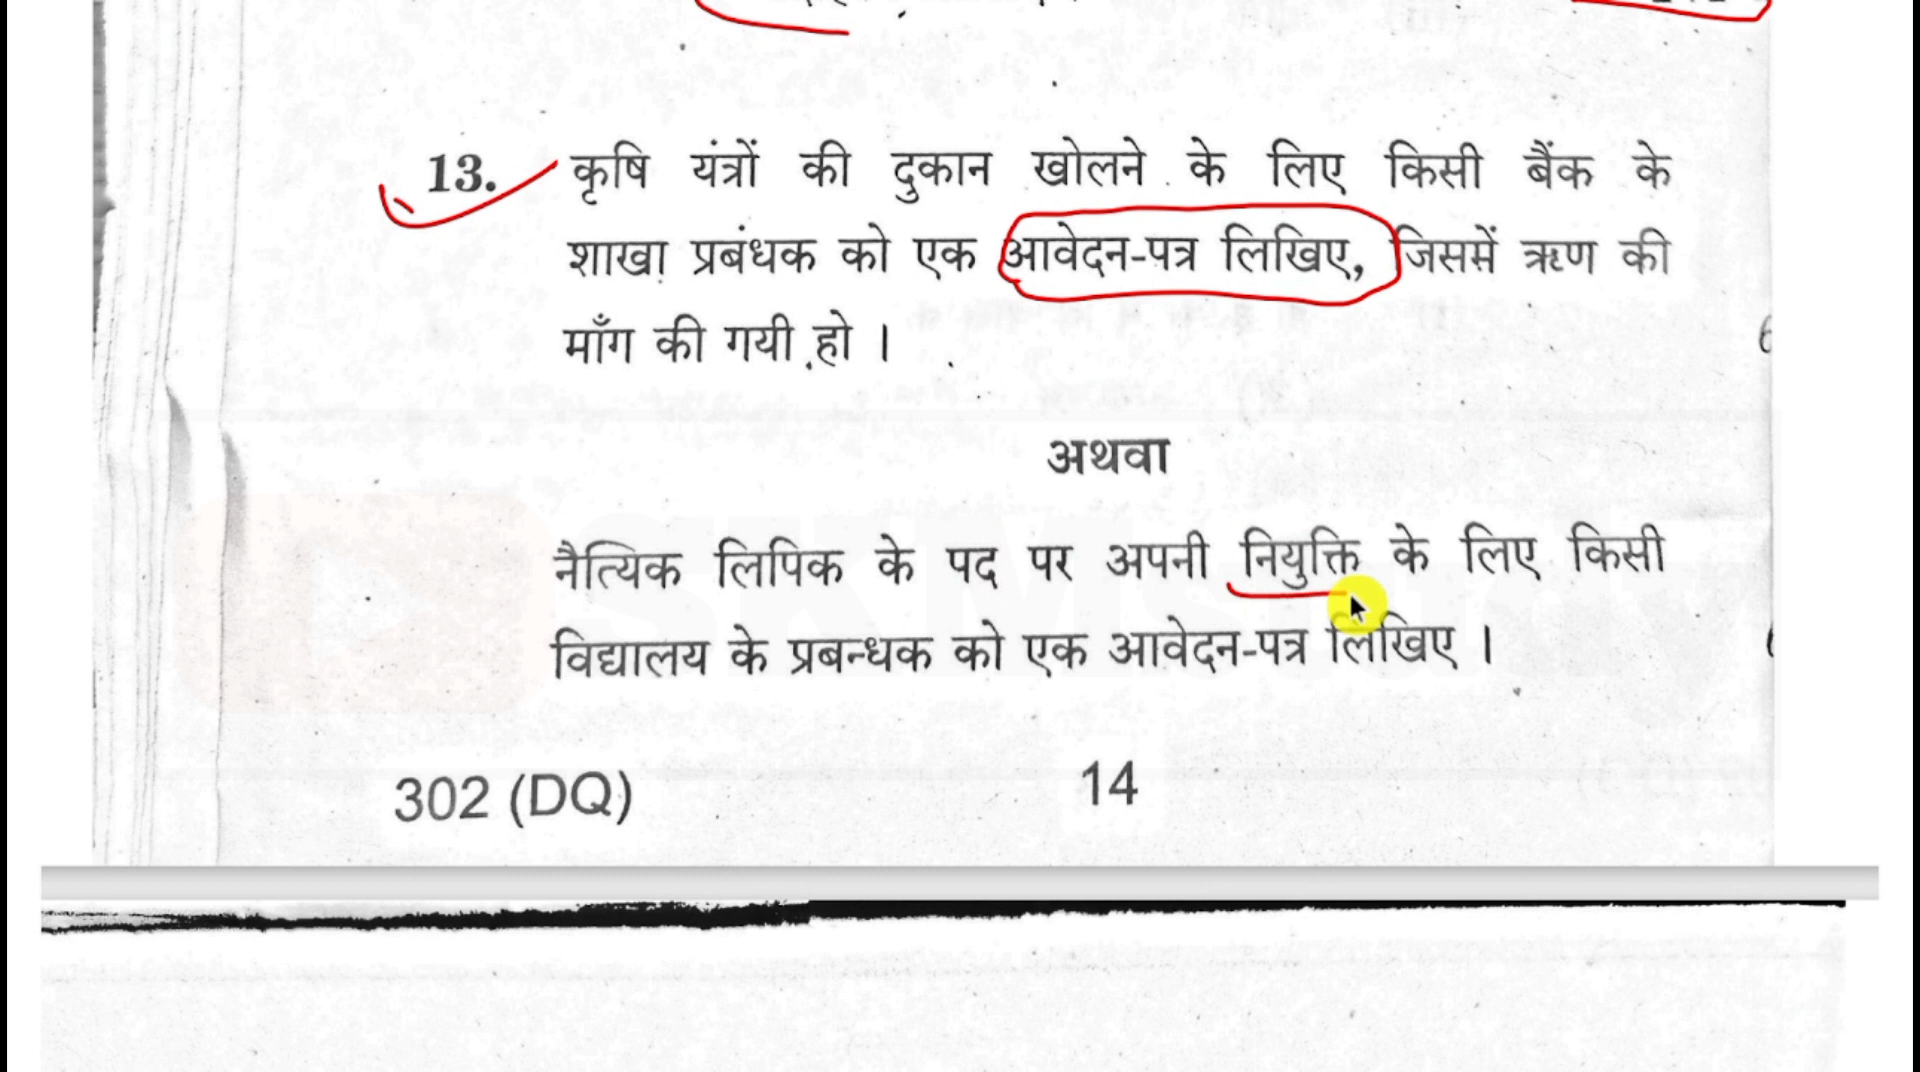 13. कृषि यंत्रों की दुकान खोलने के लिए किसी बैंक के
शाखा प्रबंधक को एक आवेदन-पत्र लिखिए, जिसमें ऋण की
माँग की गयी हो ।
अथवा
नैत्यिक लिपिक के पद पर अपनी नियुक्ति के लिए किसी
विद्यालय के प्रबन्धक को एक आवेदन-पत्र लिखिए ।
302 (DQ) 14